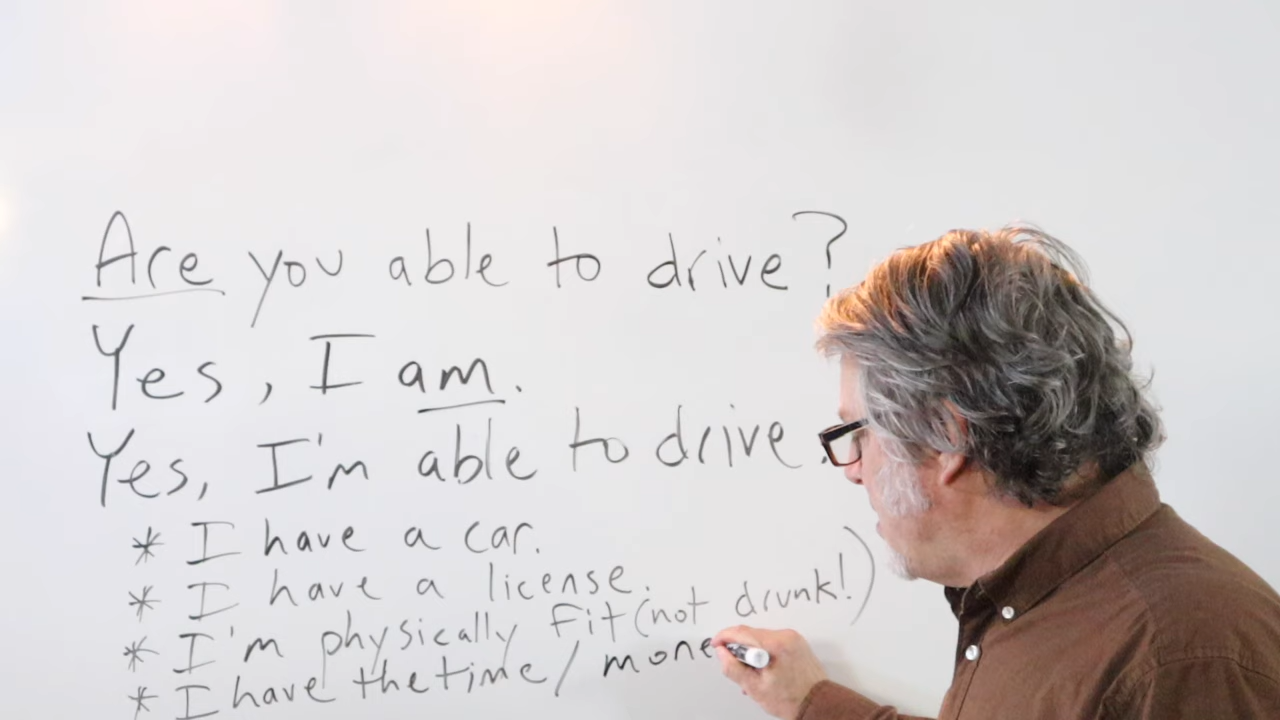 Are you able to drive?
Yes, I am.
Yes, I'm able to drive.
* I have a car.
* I have a license.
* I'm physically fit (not drunk!)
* I have the time / mone